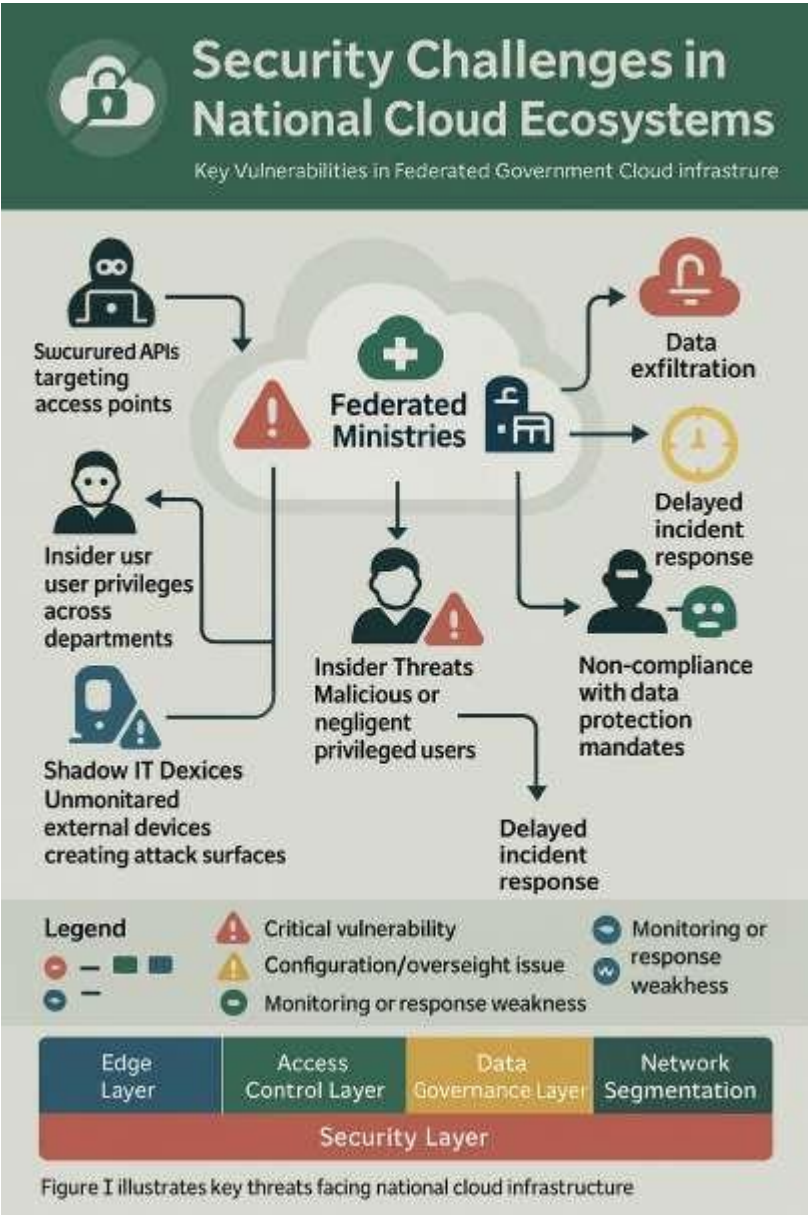 Security Challenges in
National Cloud Ecosystems
Key Vulnerabilities in Federated Government Cloud infrastrure
Swcurured APIs
targeting
access points
Federated
Ministries
Data
exfiltration
Delayed
incident
response
Insider usr
user privileges
across
departments
Insider Threats
Malicious or
negligent
privileged users
Non-compliance
with data
protection
mandates
Shadow IT Dexices
Unmonitared
external devices
creating attack surfaces
Delayed
incident
response
Legend
Critical vulnerability
Configuration/overseight issue
Monitoring or response weakness
Monitoring or
response
weakhess
Edge
Layer
Access
Control Layer
Data
Governance Layer
Network
Segmentation
Security Layer
Figure I illustrates key threats facing national cloud infrastructure